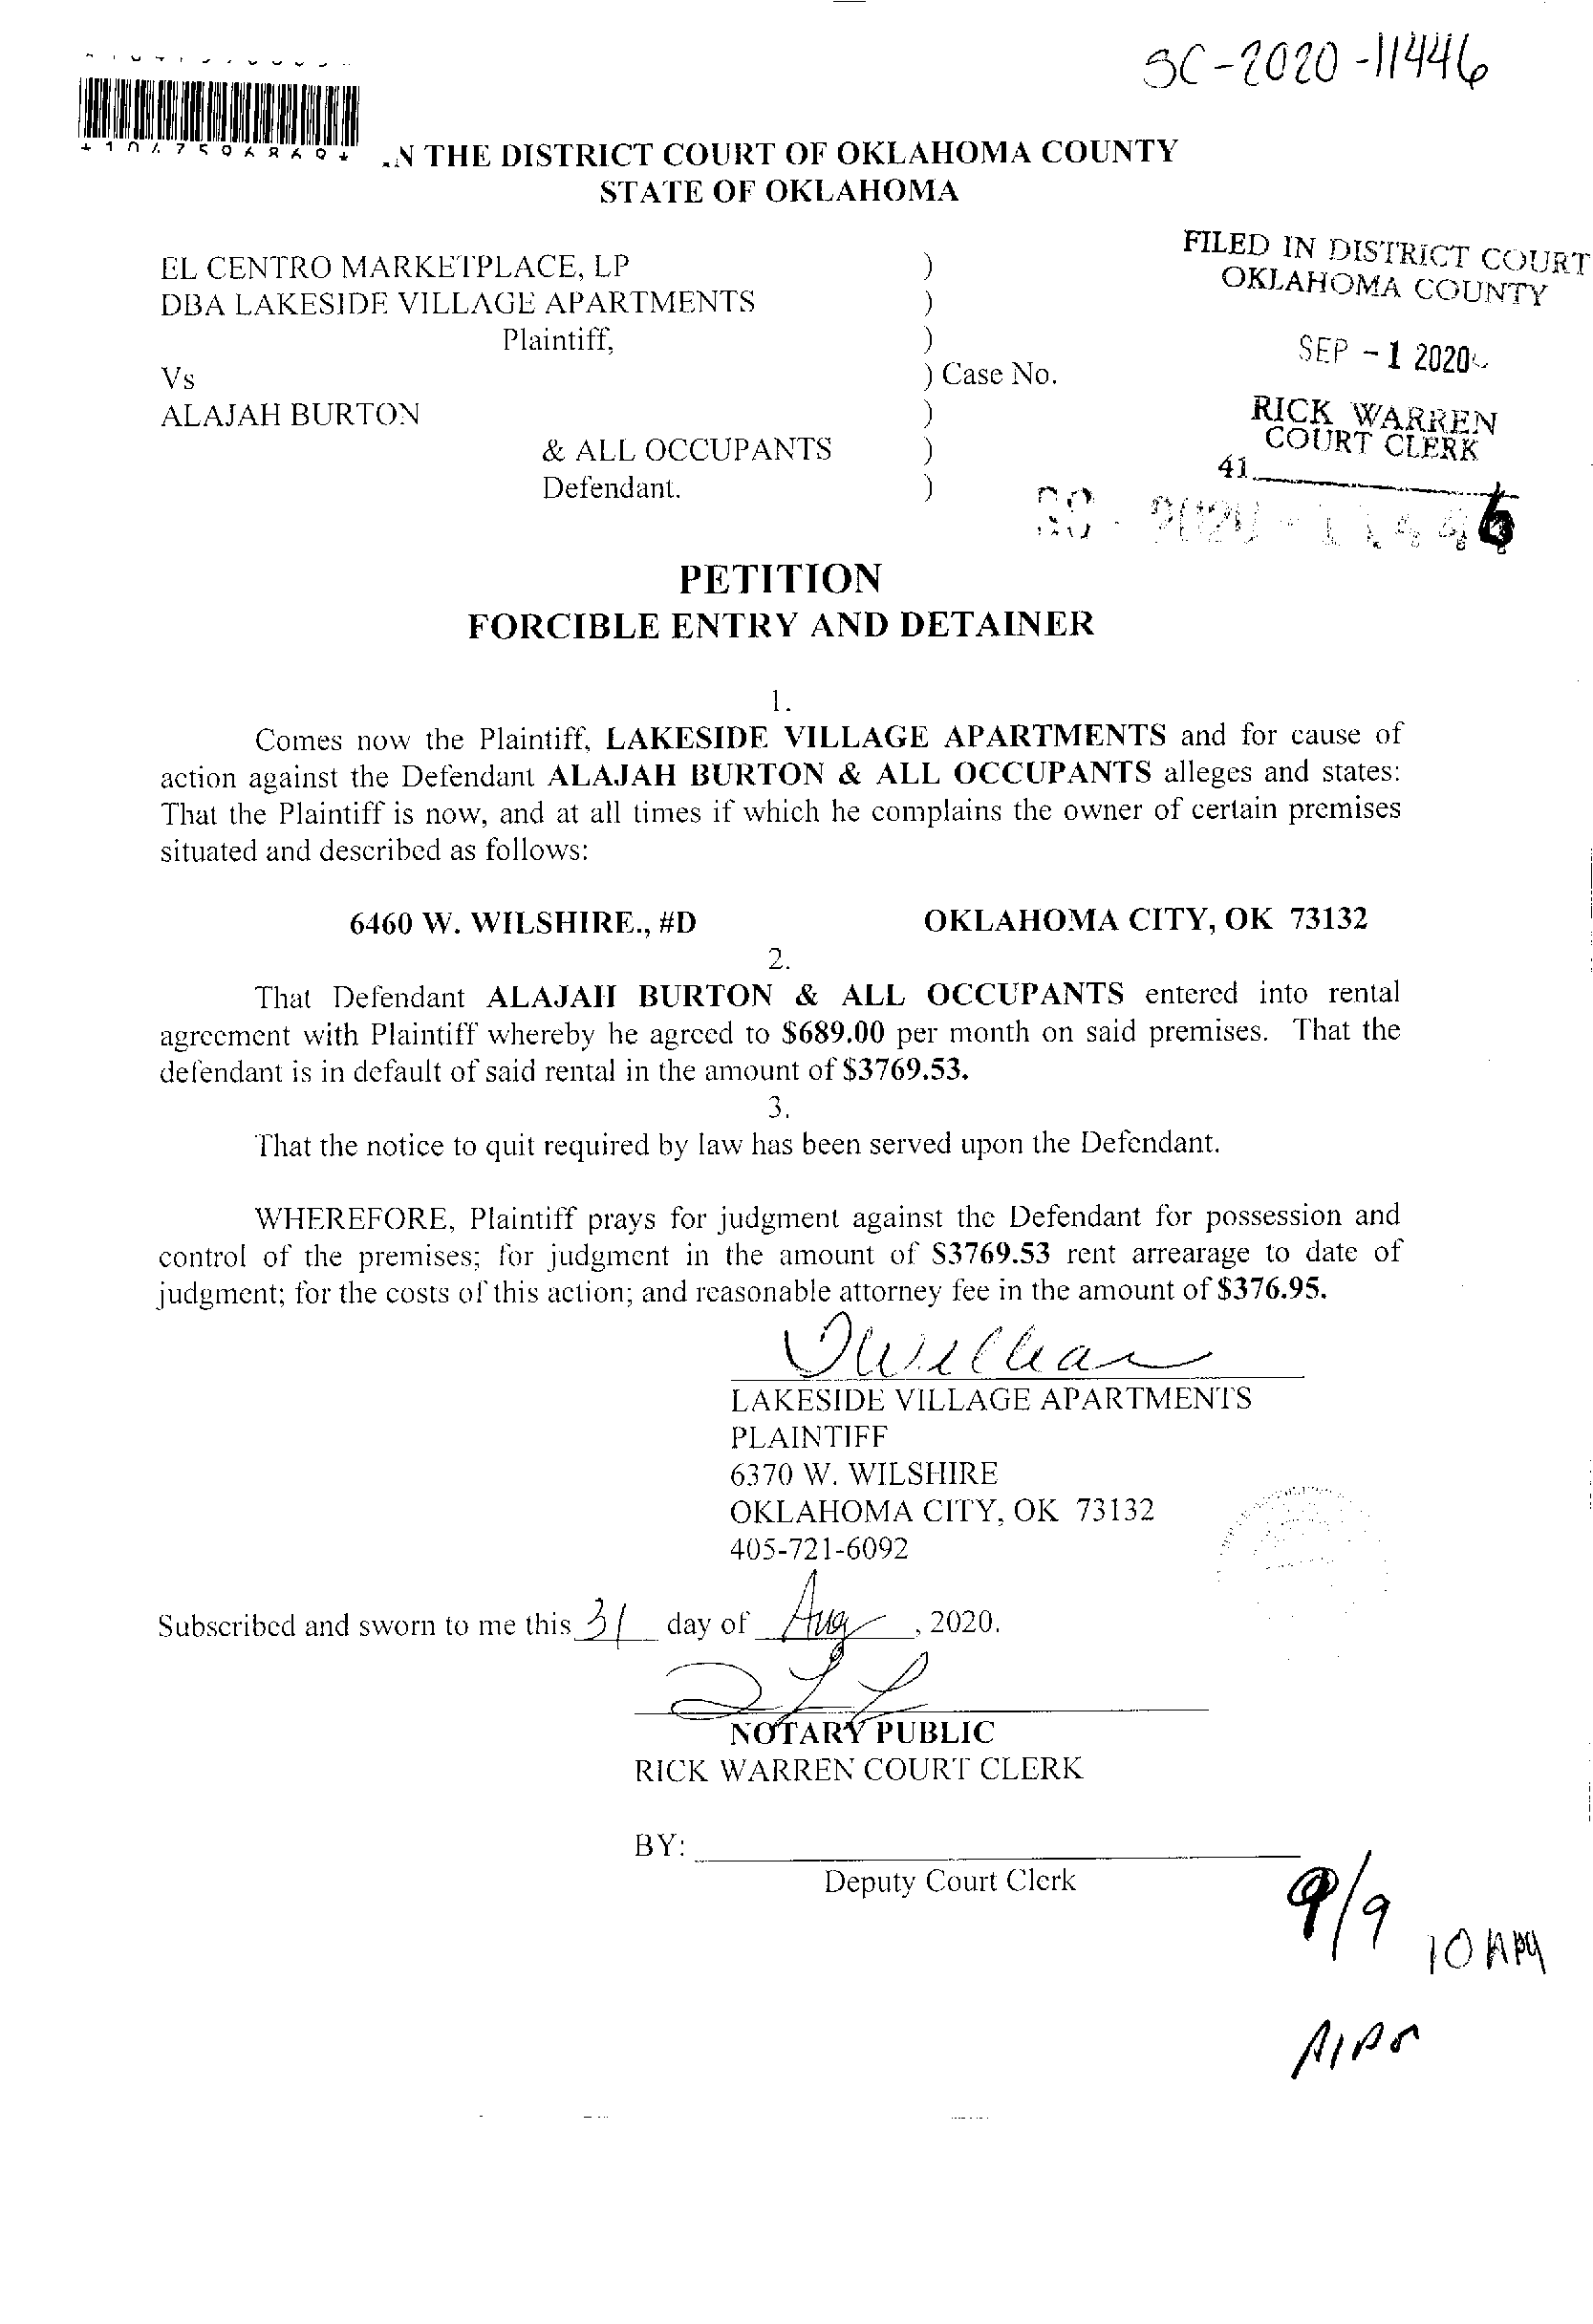 SC-2020-11446
.N THE DISTRICT COURT OF OKLAHOMA COUNTY
STATE OF OKLAHOMA
FILED IN DISTRICT COURT
OKLAHOMA COUNTY
SEP -1 2020
RICK WARREN
COURT CLERK
41
SC - 2020 - 11446
EL CENTRO MARKETPLACE, LP )
DBA LAKESIDE VILLAGE APARTMENTS )
Plaintiff, )
Vs ) Case No.
ALAJAH BURTON )
& ALL OCCUPANTS )
Defendant. )
PETITION
FORCIBLE ENTRY AND DETAINER
1.
Comes now the Plaintiff, LAKESIDE VILLAGE APARTMENTS and for cause of
action against the Defendant ALAJAH BURTON & ALL OCCUPANTS alleges and states:
That the Plaintiff is now, and at all times if which he complains the owner of certain premises
situated and described as follows:
6460 W. WILSHIRE., #D OKLAHOMA CITY, OK 73132
2.
That Defendant ALAJAH BURTON & ALL OCCUPANTS entered into rental
agreement with Plaintiff whereby he agreed to $689.00 per month on said premises. That the
defendant is in default of said rental in the amount of $3769.53.
3.
That the notice to quit required by law has been served upon the Defendant.
WHEREFORE, Plaintiff prays for judgment against the Defendant for possession and
control of the premises; for judgment in the amount of $3769.53 rent arrearage to date of
judgment; for the costs of this action; and reasonable attorney fee in the amount of $376.95.
LAKESIDE VILLAGE APARTMENTS
PLAINTIFF
6370 W. WILSHIRE
OKLAHOMA CITY, OK 73132
405-721-6092
Subscribed and sworn to me this 31 day of Aug, 2020.
NOTARY PUBLIC
RICK WARREN COURT CLERK
BY:
Deputy Court Clerk
9/9
10 AM